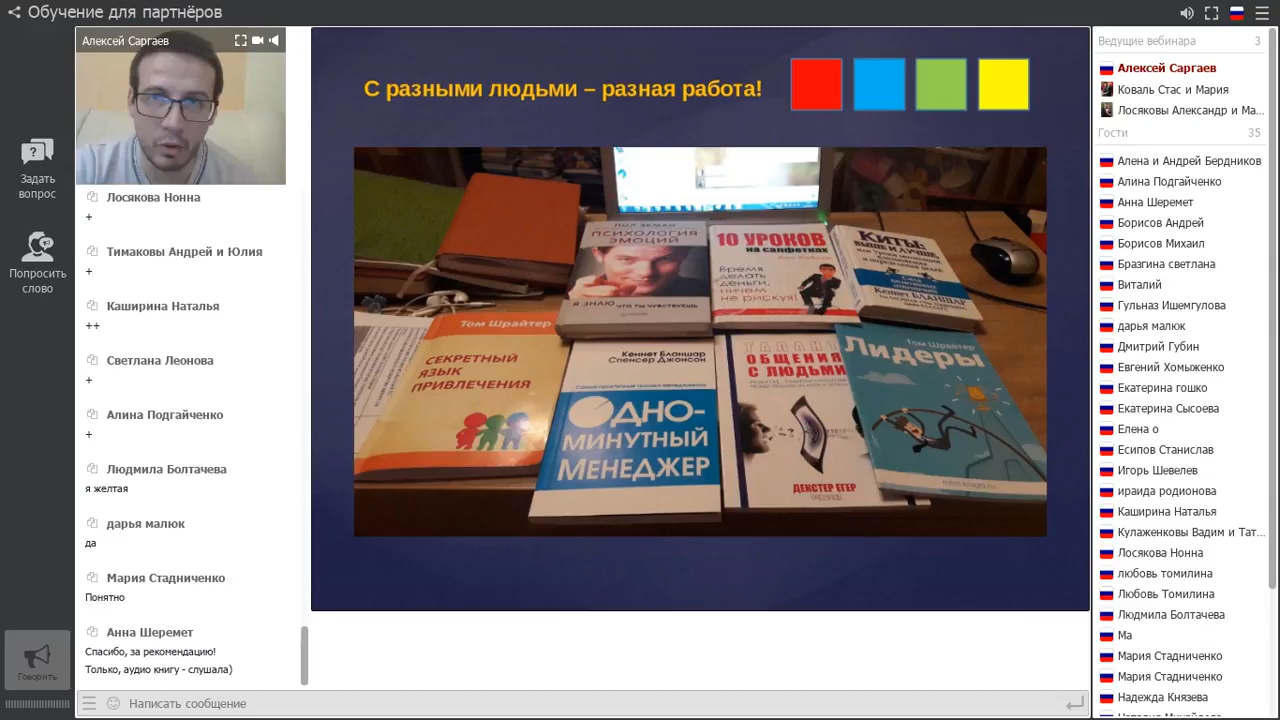 Обучение для партнёров
Алексей Саргаев
Задать
вопрос
Попросить
слово
Говорить
Лосякова Нонна
+
Тимаковы Андрей и Юлия
+
Каширина Наталья
++
Светлана Леонова
+
Алина Подгайченко
+
Людмила Болтачева
я желтая
дарья малюк
да
Мария Стадниченко
Понятно
Анна Шеремет
Спасибо, за рекомендацию!
Только, аудио книгу - слушала)
Написать сообщение
С разными людьми – разная работа!
ПОЛ ЭКМАН
ПСИХОЛОГИЯ
ЭМОЦИЙ
Я ЗНАЮ, ЧТО ТЫ ЧУВСТВУЕШЬ
10 УРОКОВ
на салфетках
Время
делать
деньги,
ничем
не рискуя!
КИТЫ:
ВЫШЕ И ЛУЧШЕ,
КЕННЕТ БЛАНШАР
Том Шрайтер
СЕКРЕТНЫЙ
ЯЗЫК
ПРИВЛЕЧЕНИЯ
Кеннет Бланшар
Спенсер Джонсон
ОДНО-
МИНУТНЫЙ
МЕНЕДЖЕР
ТАЛАНТ
ОБЩЕНИЯ
С ЛЮДЬМИ
ДЕКСТЕР ЕГЕР
Том Шрайтер
Лидеры
Ведущие вебинара 3
Алексей Саргаев
Коваль Стас и Мария
Лосяковы Александр и Ма...
Гости 35
Алена и Андрей Бердников
Алина Подгайченко
Анна Шеремет
Борисов Андрей
Борисов Михаил
Бразгина светлана
Виталий
Гульназ Ишемгулова
дарья малюк
Дмитрий Губин
Евгений Хомыженко
Екатерина гошко
Екатерина Сысоева
Елена о
Есипов Станислав
Игорь Шевелев
ираида родионова
Каширина Наталья
Кулаженковы Вадим и Тат...
Лосякова Нонна
любовь томилина
Любовь Томилина
Людмила Болтачева
Ма
Мария Стадниченко
Мария Стадниченко
Надежда Князева